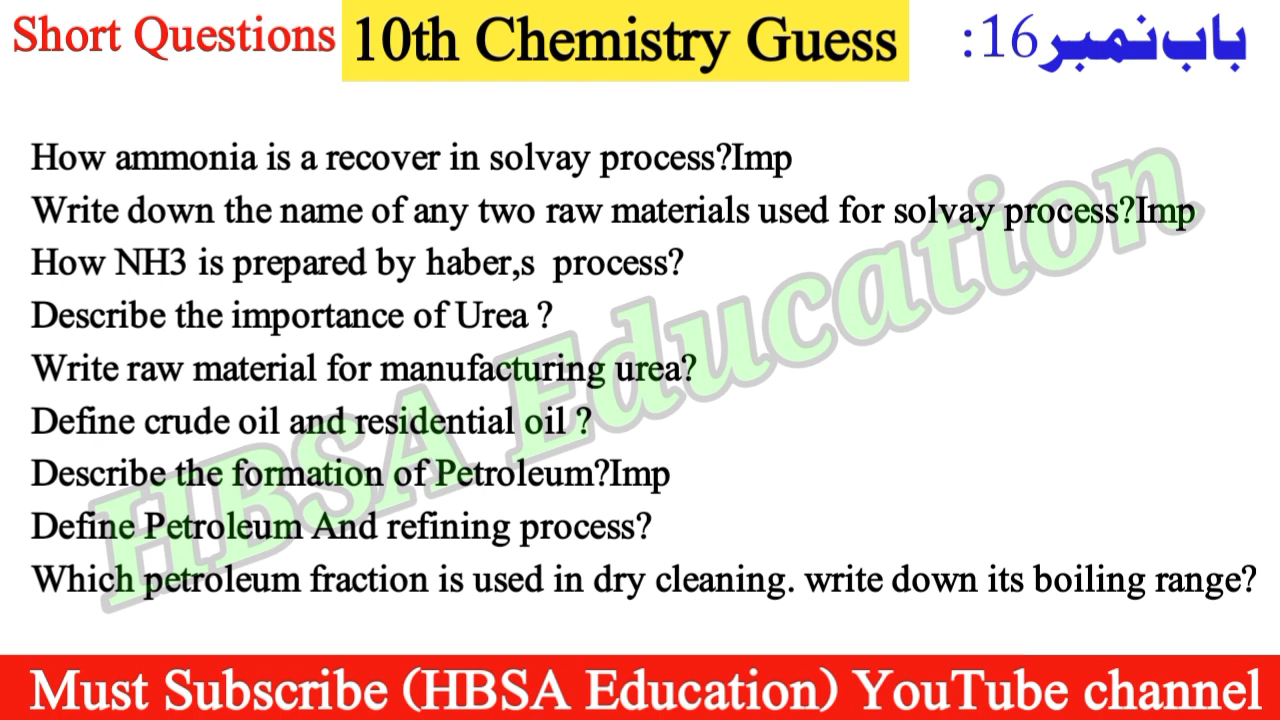 Short Questions 10th Chemistry Guess باب نمبر 16:
How ammonia is a recover in solvay process?Imp
Write down the name of any two raw materials used for solvay process?Imp
How NH3 is prepared by haber,s process?
Describe the importance of Urea ?
Write raw material for manufacturing urea?
Define crude oil and residential oil ?
Describe the formation of Petroleum?Imp
Define Petroleum And refining process?
Which petroleum fraction is used in dry cleaning. write down its boiling range?
HBSA Education
Must Subscribe (HBSA Education) YouTube channel